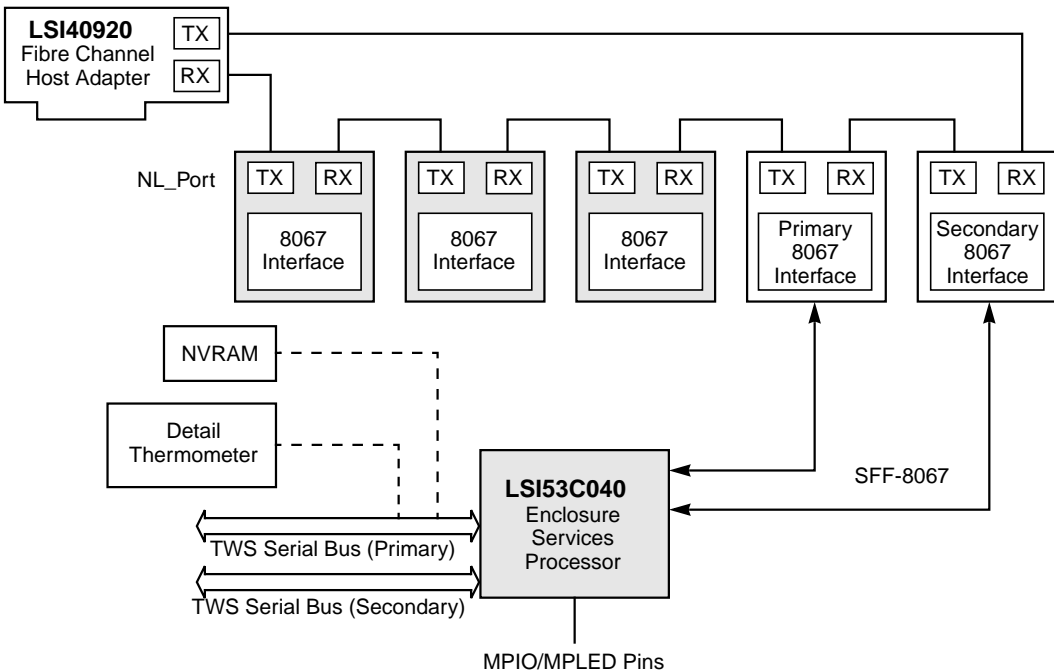 LSI40920
Fibre Channel
Host Adapter
TX
RX
NL_Port
TX RX
8067
Interface
TX RX
8067
Interface
TX RX
8067
Interface
TX RX
Primary
8067
Interface
TX RX
Secondary
8067
Interface
NVRAM
Detail
Thermometer
LSI53C040
Enclosure
Services
Processor
SFF-8067
TWS Serial Bus (Primary)
TWS Serial Bus (Secondary)
MPIO/MPLED Pins